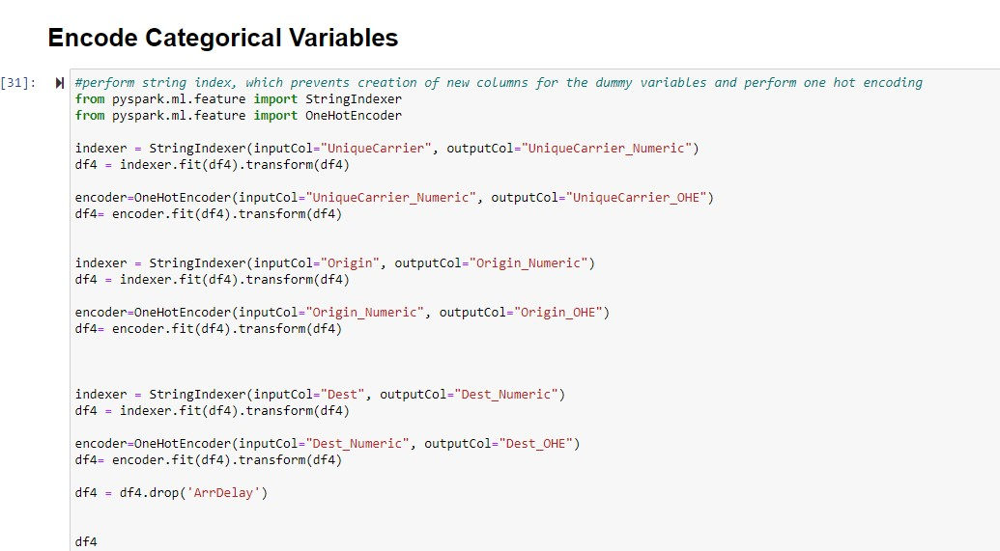 Encode Categorical Variables
[31]:
#perform string index, which prevents creation of new columns for the dummy variables and perform one hot encoding
from pyspark.ml.feature import StringIndexer
from pyspark.ml.feature import OneHotEncoder
indexer = StringIndexer(inputCol="UniqueCarrier", outputCol="UniqueCarrier_Numeric")
df4 = indexer.fit(df4).transform(df4)
encoder=OneHotEncoder(inputCol="UniqueCarrier_Numeric", outputCol="UniqueCarrier_OHE")
df4= encoder.fit(df4).transform(df4)
indexer = StringIndexer(inputCol="Origin", outputCol="Origin_Numeric")
df4 = indexer.fit(df4).transform(df4)
encoder=OneHotEncoder(inputCol="Origin_Numeric", outputCol="Origin_OHE")
df4= encoder.fit(df4).transform(df4)
indexer = StringIndexer(inputCol="Dest", outputCol="Dest_Numeric")
df4 = indexer.fit(df4).transform(df4)
encoder=OneHotEncoder(inputCol="Dest_Numeric", outputCol="Dest_OHE")
df4= encoder.fit(df4).transform(df4)
df4 = df4.drop('ArrDelay')
df4